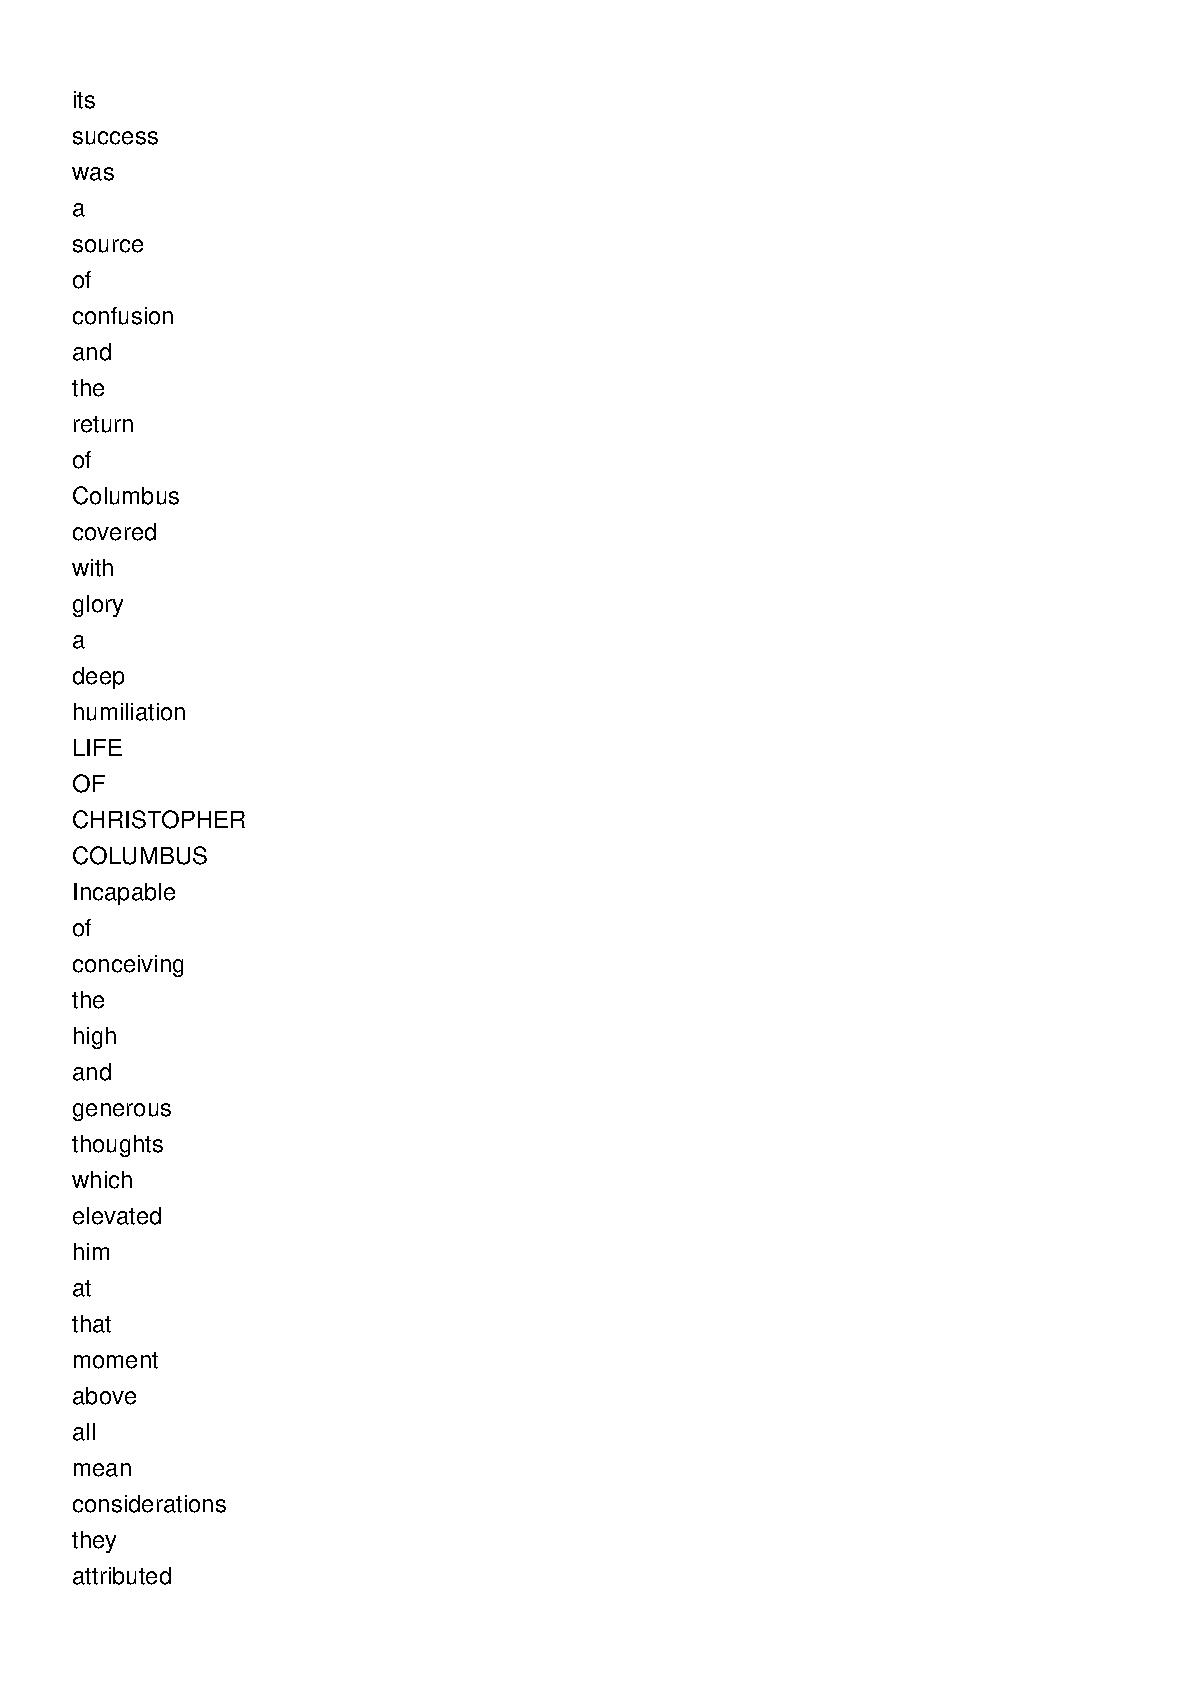 its
success
was
a
source
of
confusion
and
the
return
of
Columbus
covered
with
glory
a
deep
humiliation
LIFE
OF
CHRISTOPHER
COLUMBUS
Incapable
of
conceiving
the
high
and
generous
thoughts
which
elevated
him
at
that
moment
above
all
mean
considerations
they
attributed